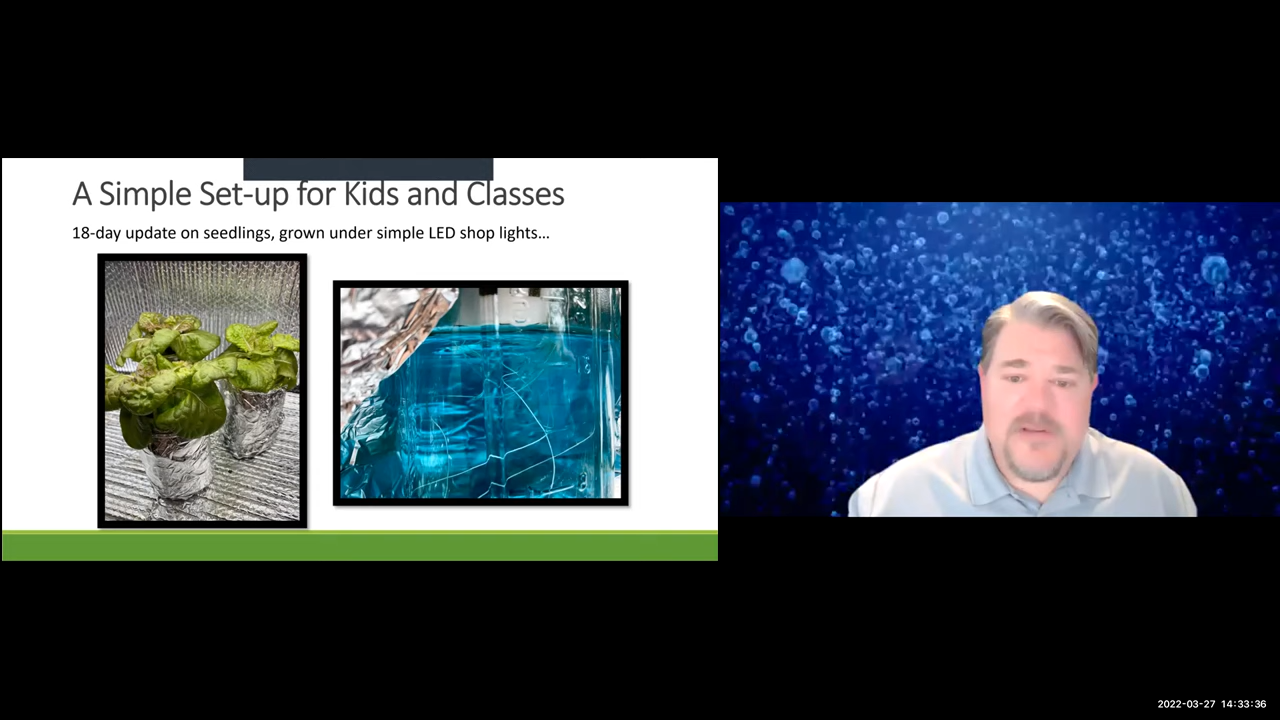 A Simple Set-up for Kids and Classes
18-day update on seedlings, grown under simple LED shop lights...
2022-03-27 14:33:36